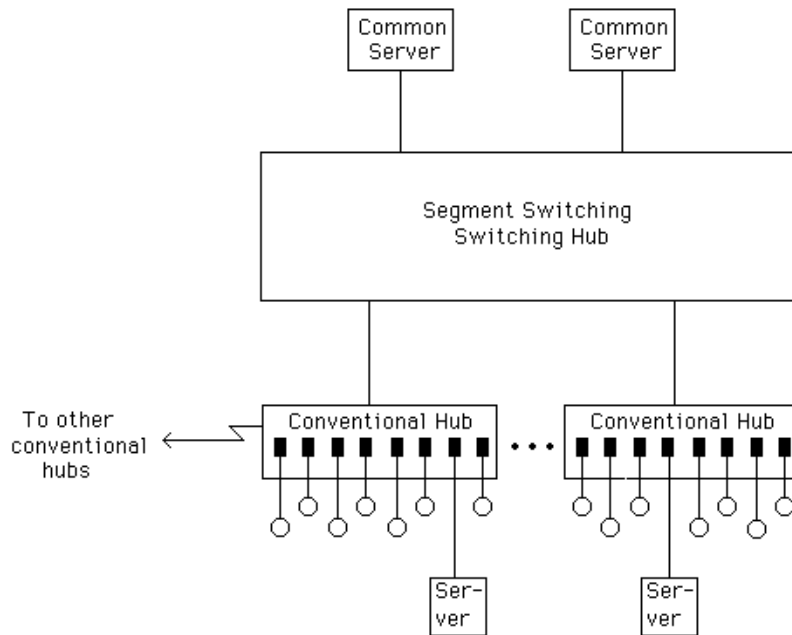 Common
Server
Common
Server
Segment Switching
Switching Hub
To other
conventional
hubs
Conventional Hub
Conventional Hub
Ser-
ver
Ser-
ver